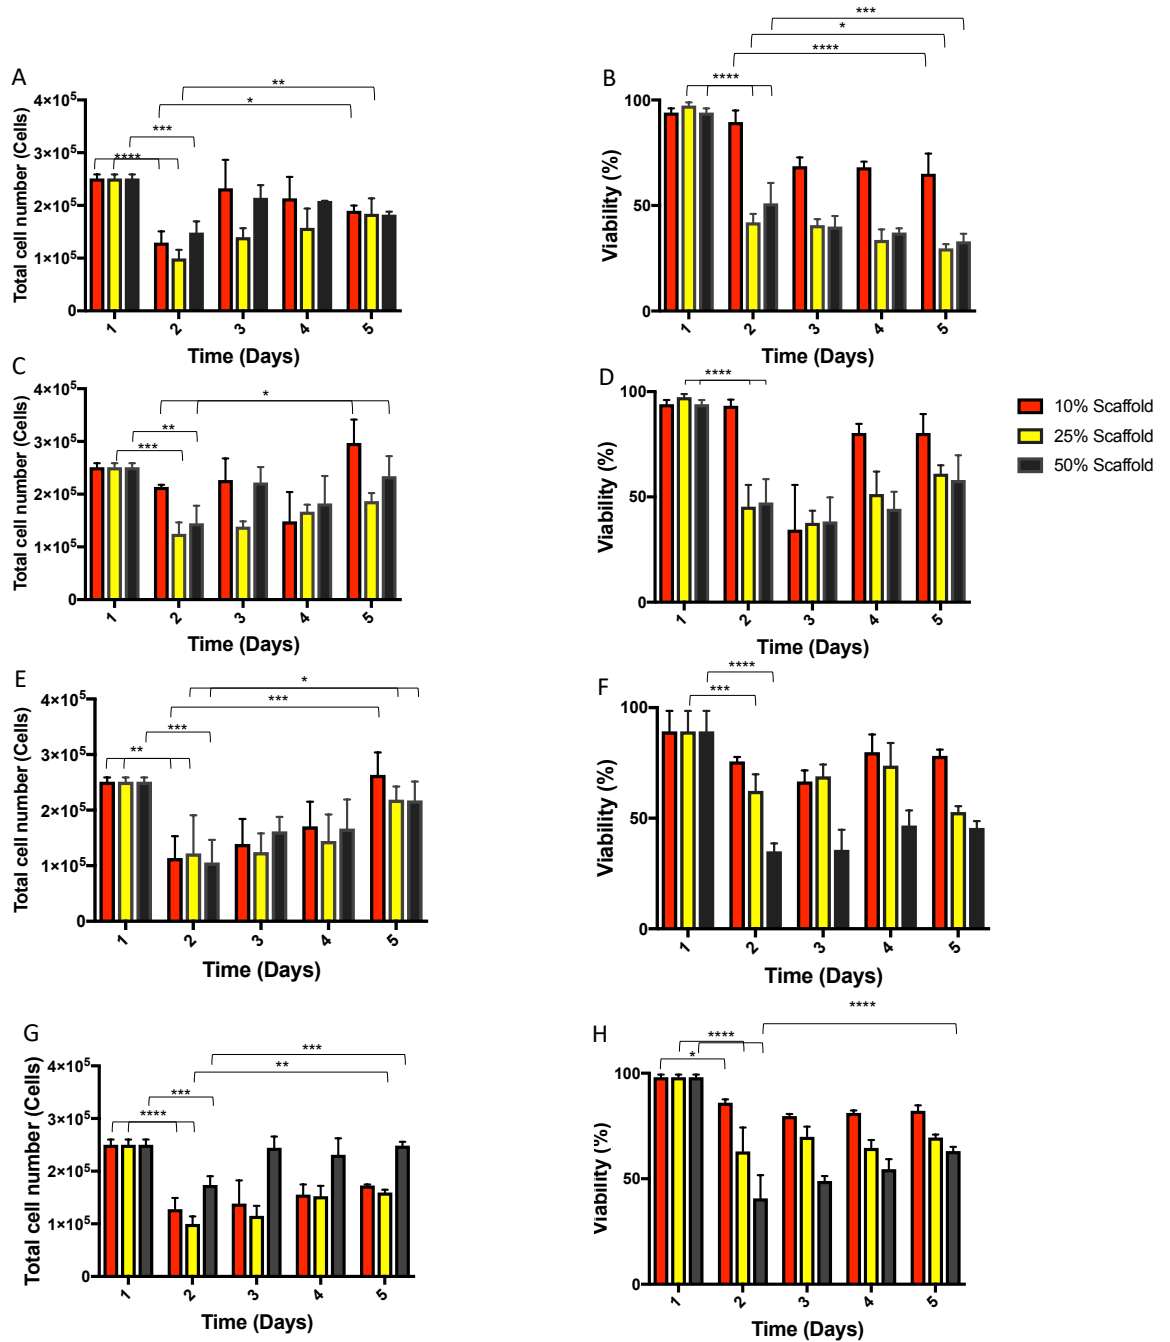 A
**
*
***
****
Total cell number (Cells)
4×10⁵
3×10⁵
2×10⁵
1×10⁵
0
1 2 3 4 5
Time (Days)
B
***
*
****
****
Viability (%)
100
50
0
1 2 3 4 5
Time (Days)
C
*
**
***
Total cell number (Cells)
4×10⁵
3×10⁵
2×10⁵
1×10⁵
0
1 2 3 4 5
Time (Days)
D
****
Viability (%)
100
50
0
1 2 3 4 5
Time (Days)
10% Scaffold
25% Scaffold
50% Scaffold
E
*
***
***
**
Total cell number (Cells)
4×10⁵
3×10⁵
2×10⁵
1×10⁵
0
1 2 3 4 5
Time (Days)
F
****
***
Viability (%)
100
50
0
1 2 3 4 5
Time (Days)
G
***
**
***
****
Total cell number (Cells)
4×10⁵
3×10⁵
2×10⁵
1×10⁵
0
1 2 3 4 5
Time (Days)
H
****
****
*
Viability (%)
100
50
0
1 2 3 4 5
Time (Days)